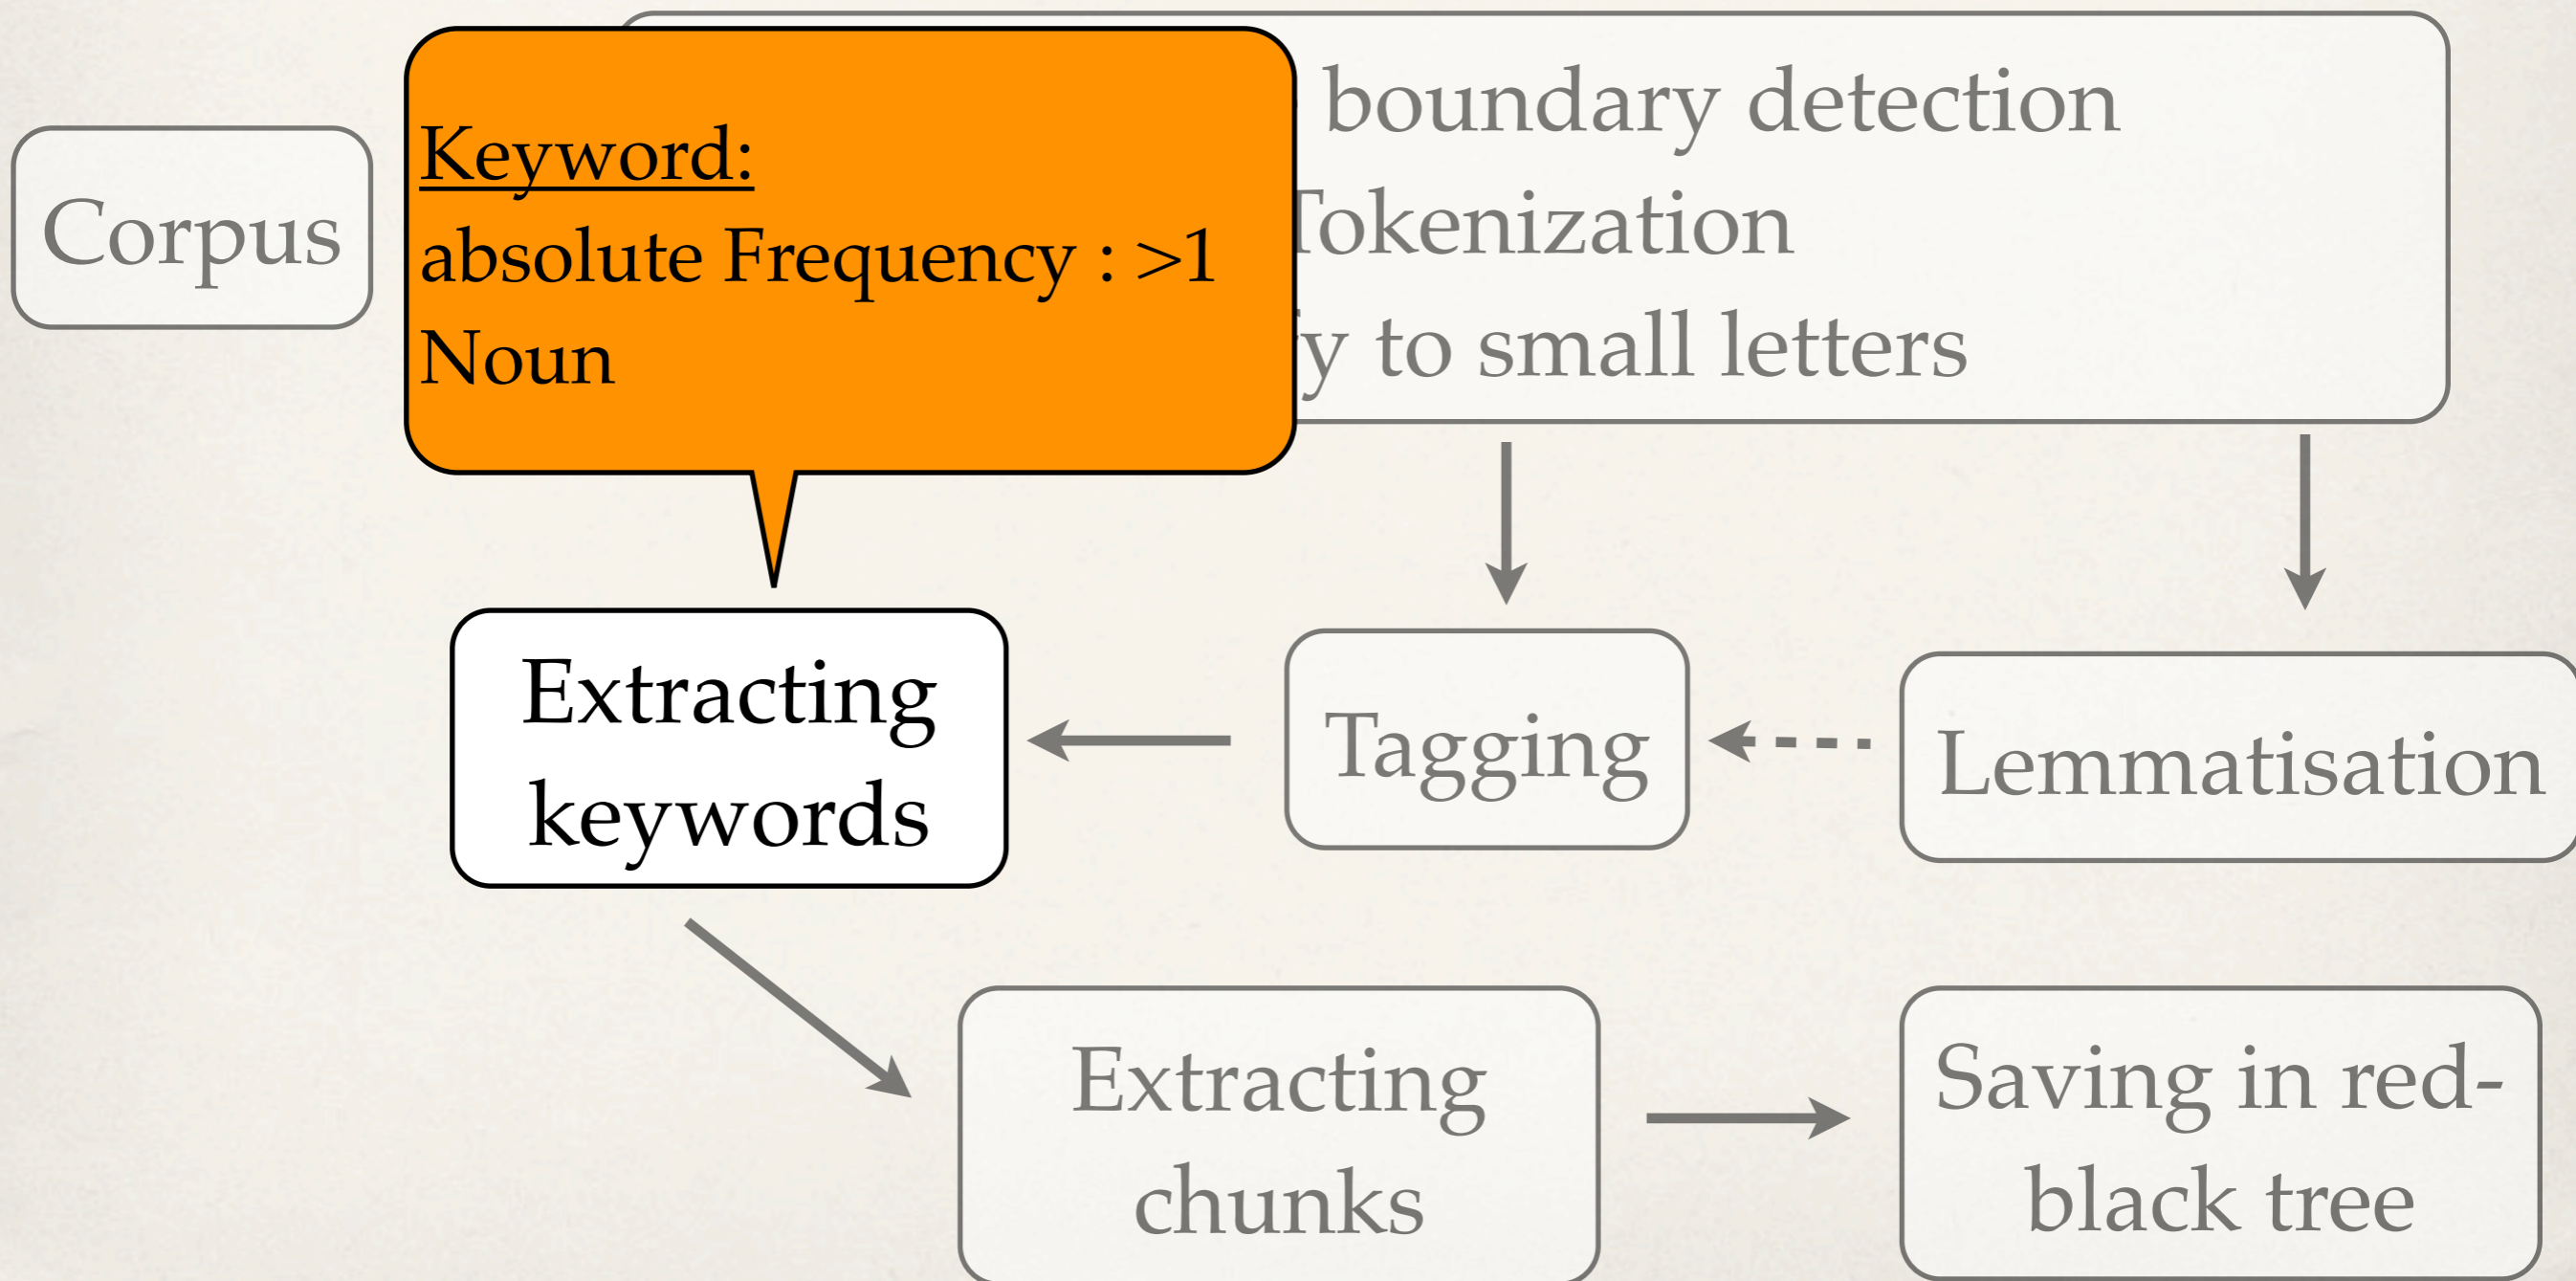 Corpus
Keyword:
absolute Frequency : >1
Noun
boundary detection
Tokenization
to small letters
Extracting
keywords
Tagging
Lemmatisation
Extracting
chunks
Saving in red-
black tree